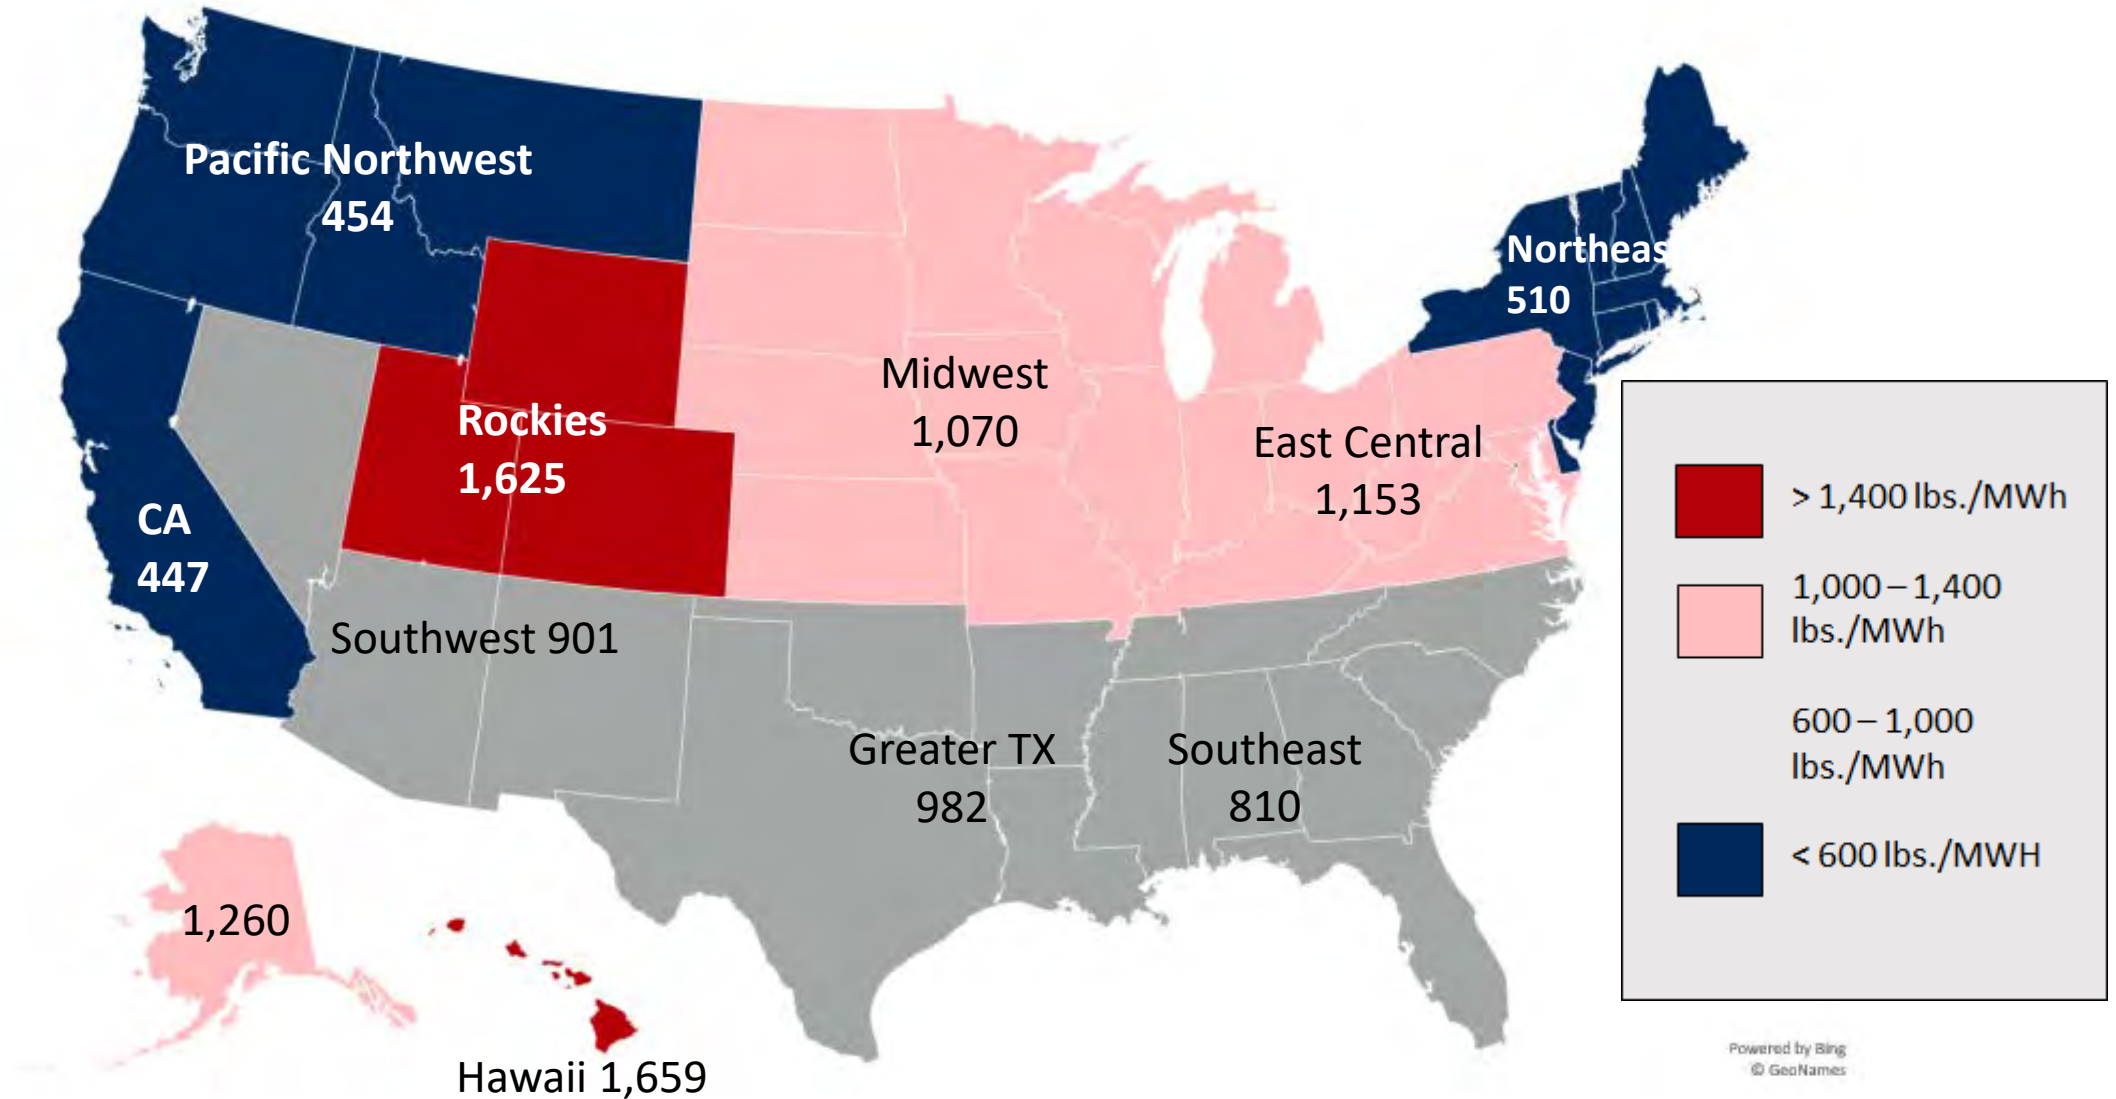 Pacific Northwest
454
Northeas
510
Midwest
1,070
Rockies
1,625
East Central
1,153
CA
447
Southwest 901
Greater TX
982
Southeast
810
1,260
Hawaii 1,659
> 1,400 lbs./MWh
1,000 – 1,400
lbs./MWh
600 – 1,000
lbs./MWh
< 600 lbs./MWH
Powered by Bing
© GeoNames